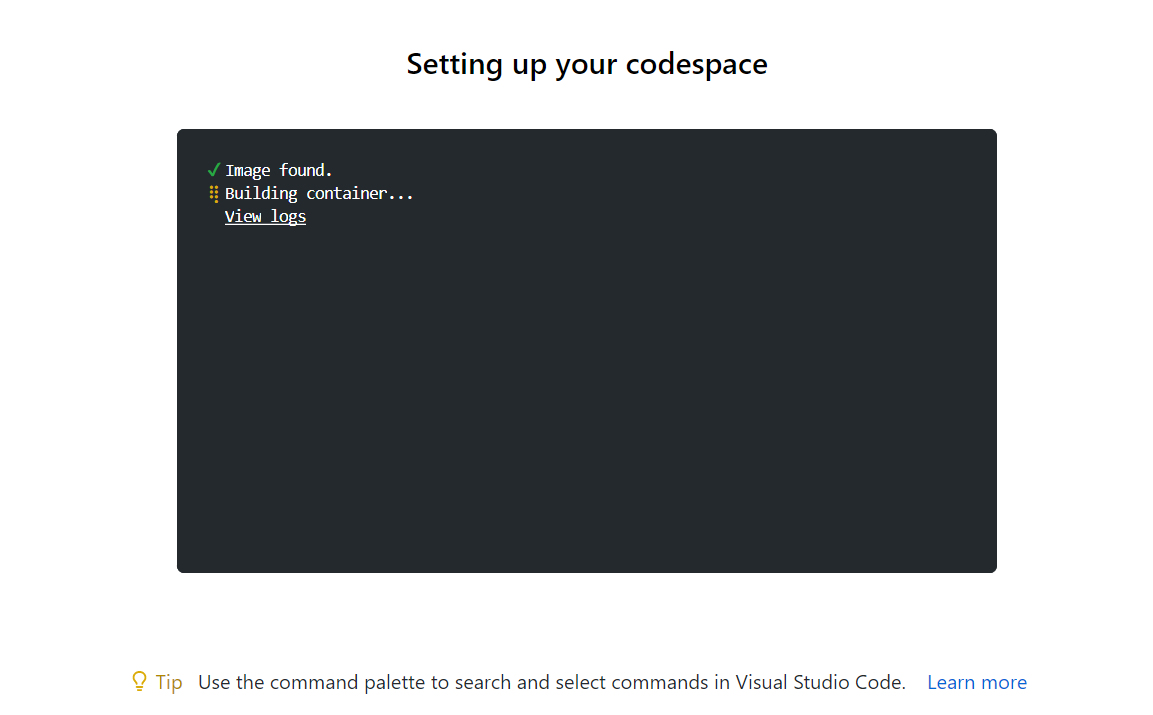 Setting up your codespace
✓ Image found.
Building container...
View logs
Tip Use the command palette to search and select commands in Visual Studio Code. Learn more